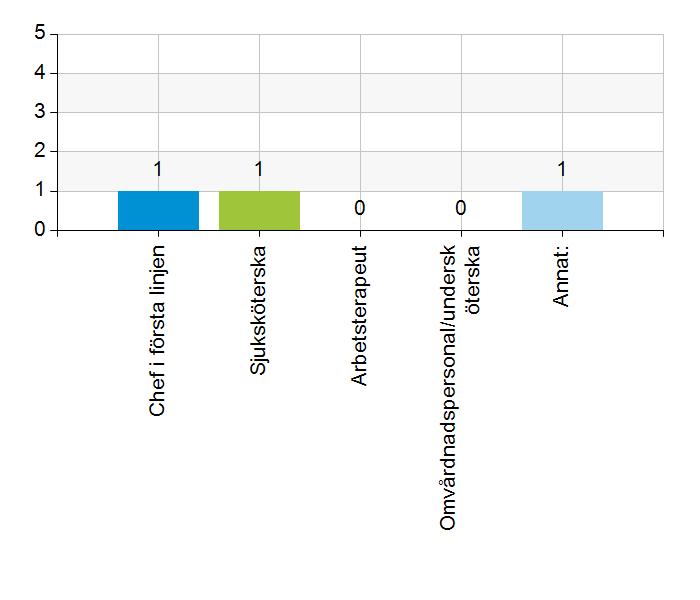 5
4
3
2
1
0
1
1
0
0
1
Chef i första linjen
Sjuksköterska
Arbetsterapeut
Omvårdnadspersonal/undersk
öterska
Annat: